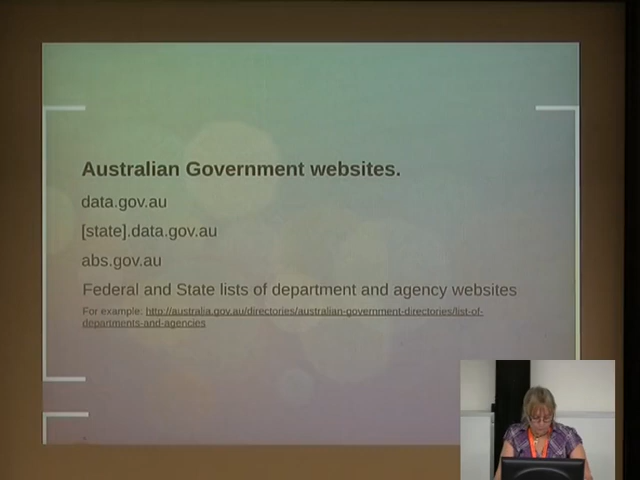 Australian Government websites.
data.gov.au
[state].data.gov.au
abs.gov.au
Federal and State lists of department and agency websites
For example: http://australia.gov.au/directories/australian-government-directories/list-of-
departments-and-agencies